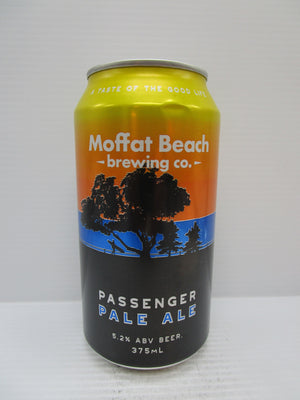 A TASTE OF THE GOOD LIFE
Moffat Beach
brewing co.
PASSENGER
PALE ALE
5.2% ABV BEER.
375mL